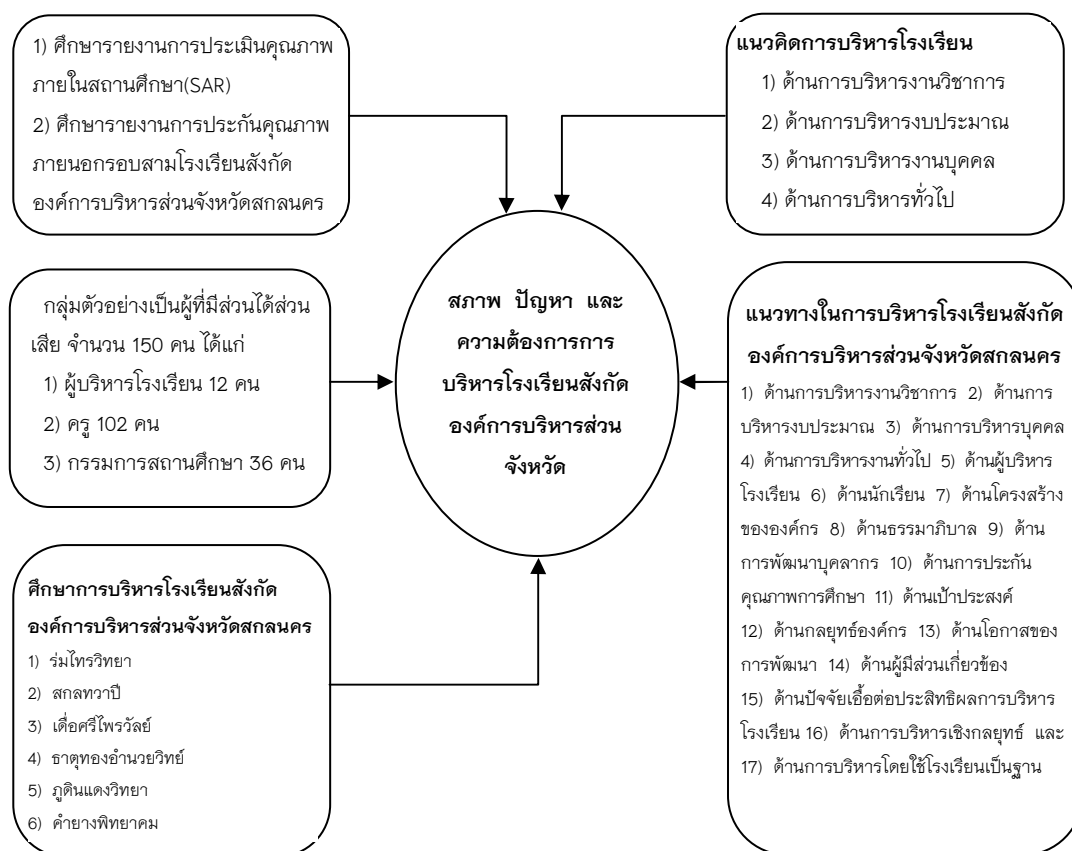 1) ศึกษารายงานการประเมินคุณภาพ
ภายในสถานศึกษา(SAR)
2) ศึกษารายงานการประกันคุณภาพ
ภายนอกรอบสามโรงเรียนสังกัด
องค์การบริหารส่วนจังหวัดสกลนคร
แนวคิดการบริหารโรงเรียน
1) ด้านการบริหารงานวิชาการ
2) ด้านการบริหารงบประมาณ
3) ด้านการบริหารงานบุคคล
4) ด้านการบริหารทั่วไป
กลุ่มตัวอย่างเป็นผู้ที่มีส่วนได้ส่วน
เสีย จำนวน 150 คน ได้แก่
1) ผู้บริหารโรงเรียน 12 คน
2) ครู 102 คน
3) กรรมการสถานศึกษา 36 คน
สภาพ ปัญหา และ
ความต้องการการ
บริหารโรงเรียนสังกัด
องค์การบริหารส่วน
จังหวัด
แนวทางในการบริหารโรงเรียนสังกัด
องค์การบริหารส่วนจังหวัดสกลนคร
1) ด้านการบริหารงานวิชาการ 2) ด้านการ
บริหารงบประมาณ 3) ด้านการบริหารบุคคล
4) ด้านการบริหารงานทั่วไป 5) ด้านผู้บริหาร
โรงเรียน 6) ด้านนักเรียน 7) ด้านโครงสร้าง
ขององค์กร 8) ด้านธรรมาภิบาล 9) ด้าน
การพัฒนาบุคลากร 10) ด้านการประกัน
คุณภาพการศึกษา 11) ด้านเป้าประสงค์
12) ด้านกลยุทธ์องค์กร 13) ด้านโอกาสของ
การพัฒนา 14) ด้านผู้มีส่วนเกี่ยวข้อง
15) ด้านปัจจัยเอื้อต่อประสิทธิผลการบริหาร
โรงเรียน 16) ด้านการบริหารเชิงกลยุทธ์ และ
17) ด้านการบริหารโดยใช้โรงเรียนเป็นฐาน
ศึกษาการบริหารโรงเรียนสังกัด
องค์การบริหารส่วนจังหวัดสกลนคร
1) ร่มไทรวิทยา
2) สกลทวาปี
3) เดื่อศรีไพรวัลย์
4) ธาตุทองอำนวยวิทย์
5) ภูดินแดงวิทยา
6) คำยางพิทยาคม